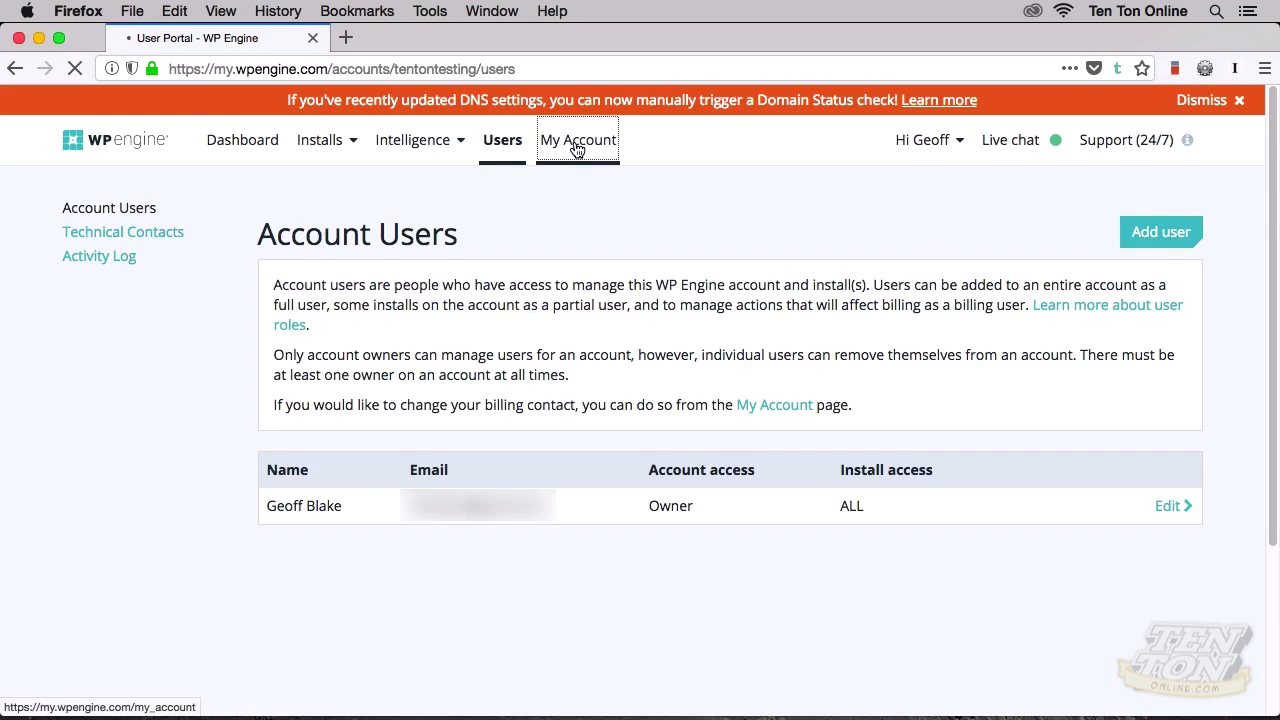 Firefox File Edit View History Bookmarks Tools Window Help Ten Ton Online
User Portal - WP Engine
https://my.wpengine.com/accounts/tentontesting/users
If you've recently updated DNS settings, you can now manually trigger a Domain Status check! Learn more Dismiss
WPengine Dashboard Installs Intelligence Users My Account Hi Geoff Live chat Support (24/7)
Account Users
Technical Contacts
Activity Log
Account Users
Add user
Account users are people who have access to manage this WP Engine account and install(s). Users can be added to an entire account as a
full user, some installs on the account as a partial user, and to manage actions that will affect billing as a billing user. Learn more about user
roles.
Only account owners can manage users for an account, however, individual users can remove themselves from an account. There must be
at least one owner on an account at all times.
If you would like to change your billing contact, you can do so from the My Account page.
Name Email Account access Install access
Geoff Blake Owner ALL Edit
TEN
TON
ONLINE.COM
https://my.wpengine.com/my_account